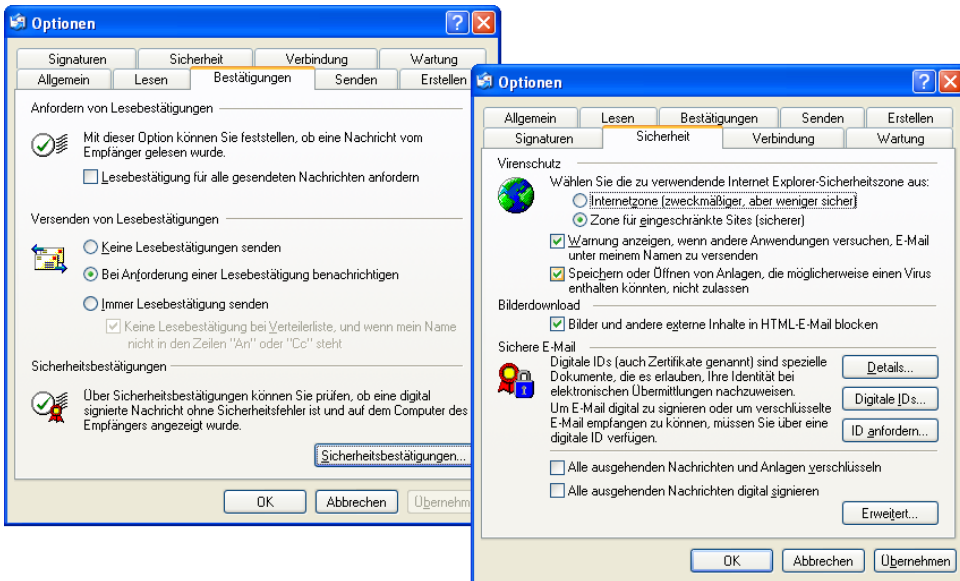 Optionen
Signaturen Sicherheit Verbindung Wartung
Allgemein Lesen Bestätigungen Senden Erstellen
Anfordern von Lesebestätigungen
Mit dieser Option können Sie feststellen, ob eine Nachricht vom
Empfänger gelesen wurde.
Lesebestätigung für alle gesendeten Nachrichten anfordern
Versenden von Lesebestätigungen
Keine Lesebestätigungen senden
Bei Anforderung einer Lesebestätigung benachrichtigen
Immer Lesebestätigung senden
Keine Lesebestätigung bei Verteilerliste, und wenn mein Name
nicht in den Zeilen "An" oder "Cc" steht
Sicherheitsbestätigungen
Über Sicherheitsbestätigungen können Sie prüfen, ob eine digital
signierte Nachricht ohne Sicherheitsfehler ist und auf dem Computer des
Empfängers angezeigt wurde.
Sicherheitsbestätigungen...
OK Abbrechen Übernehm
Optionen
Allgemein Lesen Bestätigungen Senden Erstellen
Signaturen Sicherheit Verbindung Wartung
Virenschutz
Wählen Sie die zu verwendende Internet Explorer-Sicherheitszone aus:
Internetzone (zweckmäßiger, aber weniger sicher)
Zone für eingeschränkte Sites (sicherer)
Warnung anzeigen, wenn andere Anwendungen versuchen, E-Mail
unter meinem Namen zu versenden
Speichern oder Öffnen von Anlagen, die möglicherweise einen Virus
enthalten könnten, nicht zulassen
Bilderdownload
Bilder und andere externe Inhalte in HTML-E-Mail blocken
Sichere E-Mail
Digitale IDs (auch Zertifikate genannt) sind spezielle
Dokumente, die es erlauben, Ihre Identität bei
elektronischen Übermittlungen nachzuweisen.
Um E-Mail digital zu signieren oder um verschlüsselte
E-Mail empfangen zu können, müssen Sie über eine
digitale ID verfügen.
Details...
Digitale IDs...
ID anfordern...
Alle ausgehenden Nachrichten und Anlagen verschlüsseln
Alle ausgehenden Nachrichten digital signieren
Erweitert...
OK Abbrechen Übernehmen